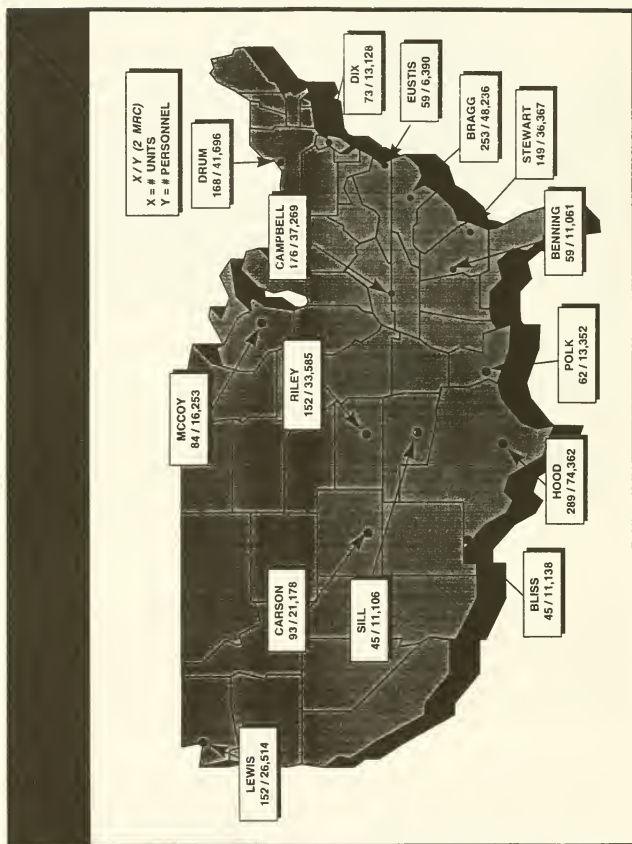 X / Y (2 MRC)
X = # UNITS
Y = # PERSONNEL
DRUM
168 / 41,696
DIX
73 / 13,128
EUSTIS
59 / 6,390
BRAGG
253 / 48,236
STEWART
149 / 36,367
BENNING
59 / 11,061
CAMPBELL
176 / 37,269
MCCOY
84 / 16,253
RILEY
152 / 33,585
POLK
62 / 13,352
HOOD
289 / 74,362
CARSON
93 / 21,178
SILL
45 / 11,106
BLISS
45 / 11,138
LEWIS
152 / 26,514